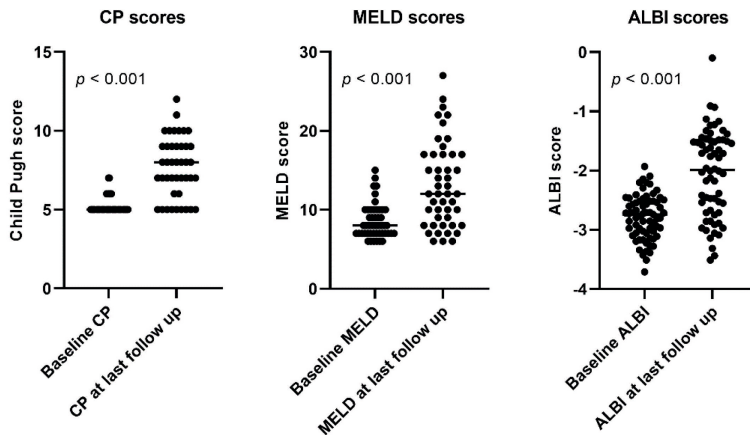 CP scores
15
10
5
0
Child Pugh score
p < 0.001
Baseline CP
CP at last follow up
MELD scores
30
20
10
0
MELD score
p < 0.001
Baseline MELD
MELD at last follow up
ALBI scores
0
-1
-2
-3
-4
ALBI score
p < 0.001
Baseline ALBI
ALBI at last follow up